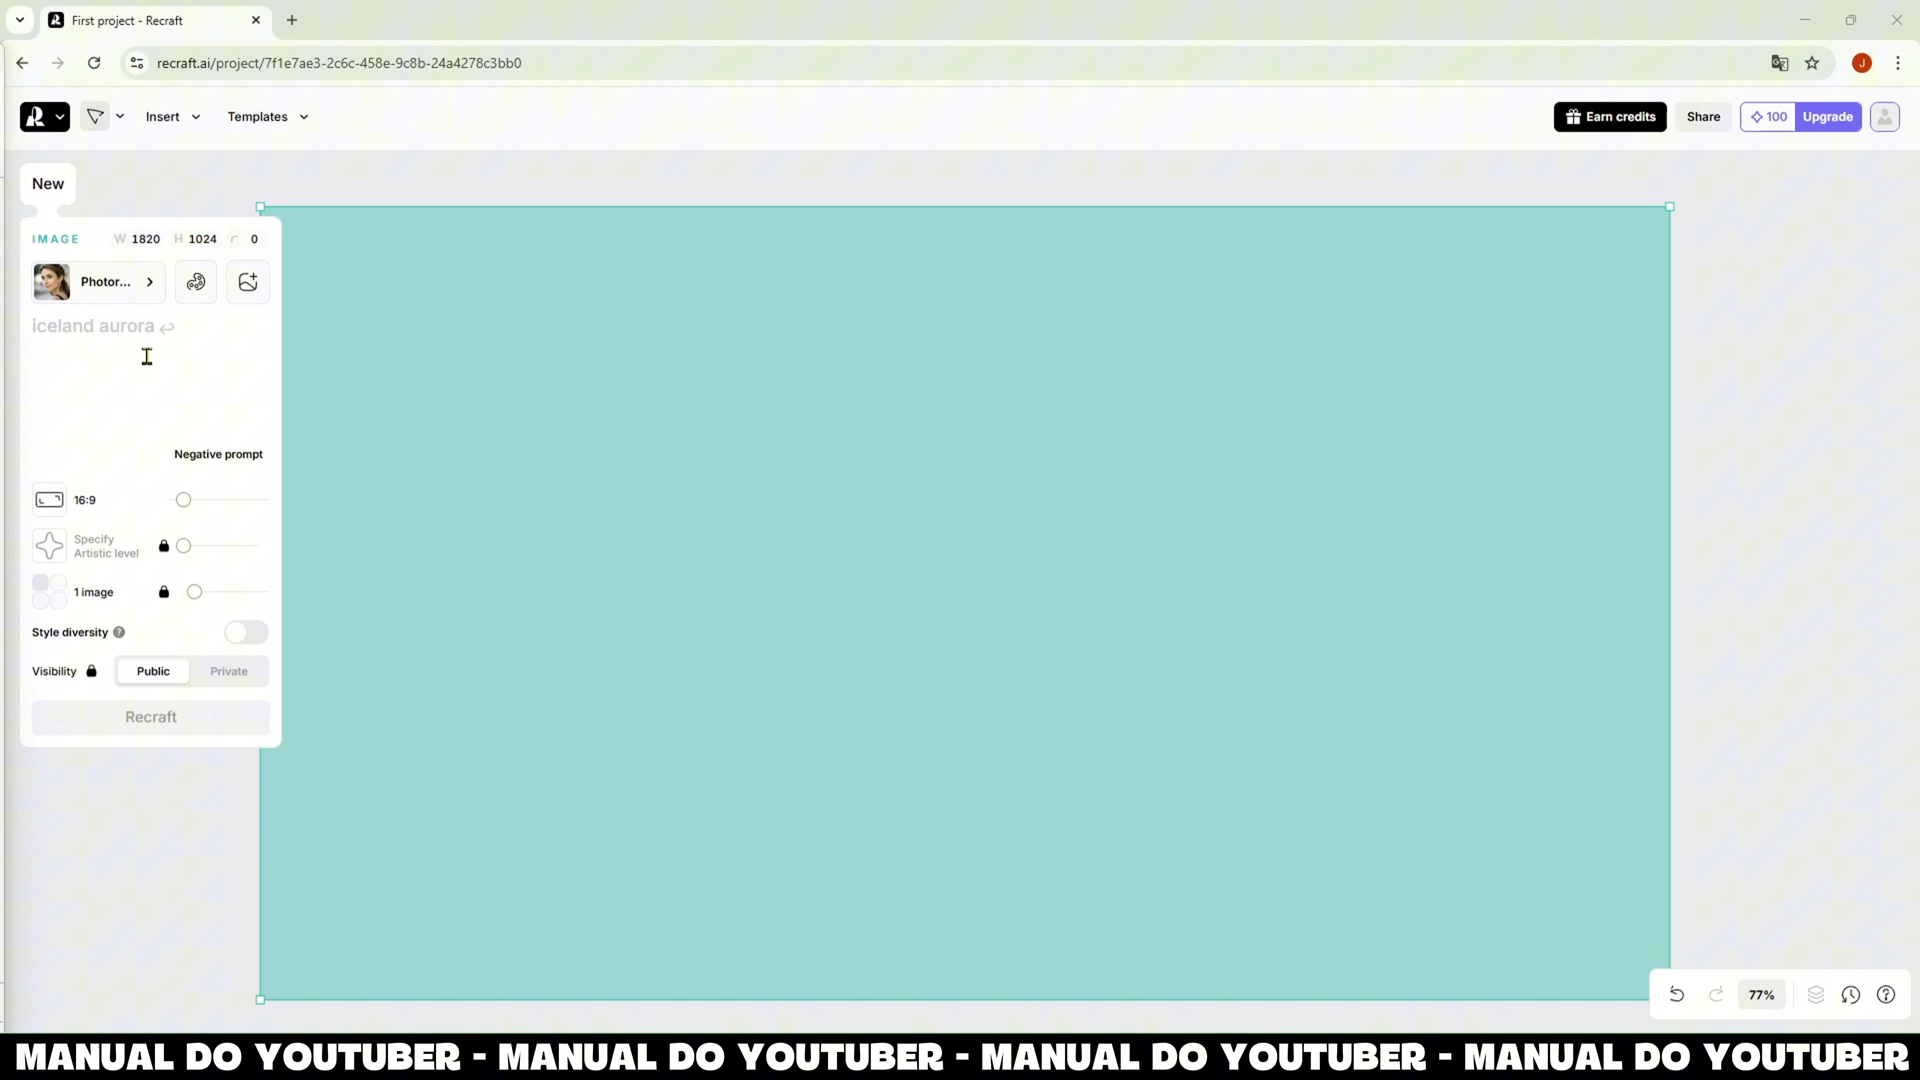 First project - Recraft
recraft.ai/project/7f1e7ae3-2c6c-458e-9c8b-24a4278c3bb0
J
Insert
Templates
Earn credits
Share
100
Upgrade
New
IMAGE W 1820 H 1024 0
Photor...
iceland aurora
Negative prompt
16:9
Specify
Artistic level
1 image
Style diversity ?
Visibility
Public
Private
Recraft
77%
MANUAL DO YOUTUBER - MANUAL DO YOUTUBER - MANUAL DO YOUTUBER - MANUAL DO YOUTUBER